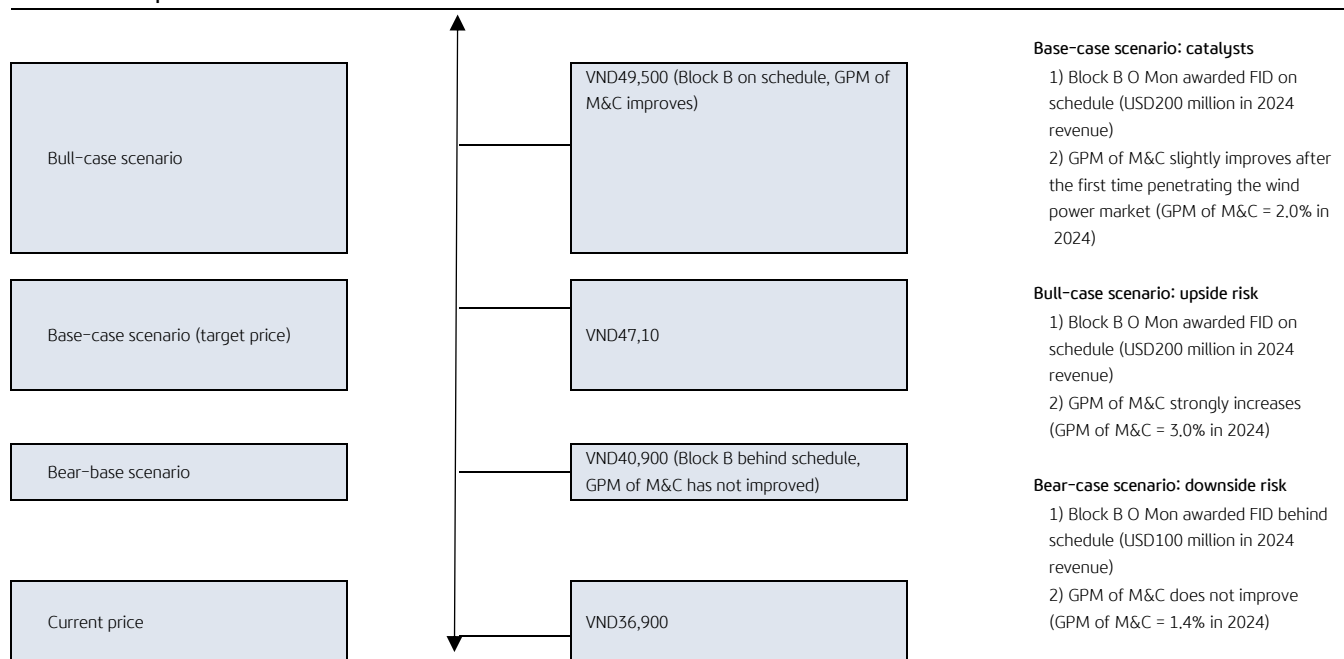 Bull-case scenario
VND49,500 (Block B on schedule, GPM of
M&C improves)
Base-case scenario (target price)
VND47,10
Bear-base scenario
VND40,900 (Block B behind schedule,
GPM of M&C has not improved)
Current price
VND36,900
Base-case scenario: catalysts
1) Block B O Mon awarded FID on
schedule (USD200 million in 2024
revenue)
2) GPM of M&C slightly improves after
the first time penetrating the wind
power market (GPM of M&C = 2.0% in
2024)
Bull-case scenario: upside risk
1) Block B O Mon awarded FID on
schedule (USD200 million in 2024
revenue)
2) GPM of M&C strongly increases
(GPM of M&C = 3.0% in 2024)
Bear-case scenario: downside risk
1) Block B O Mon awarded FID behind
schedule (USD100 million in 2024
revenue)
2) GPM of M&C does not improve
(GPM of M&C = 1.4% in 2024)